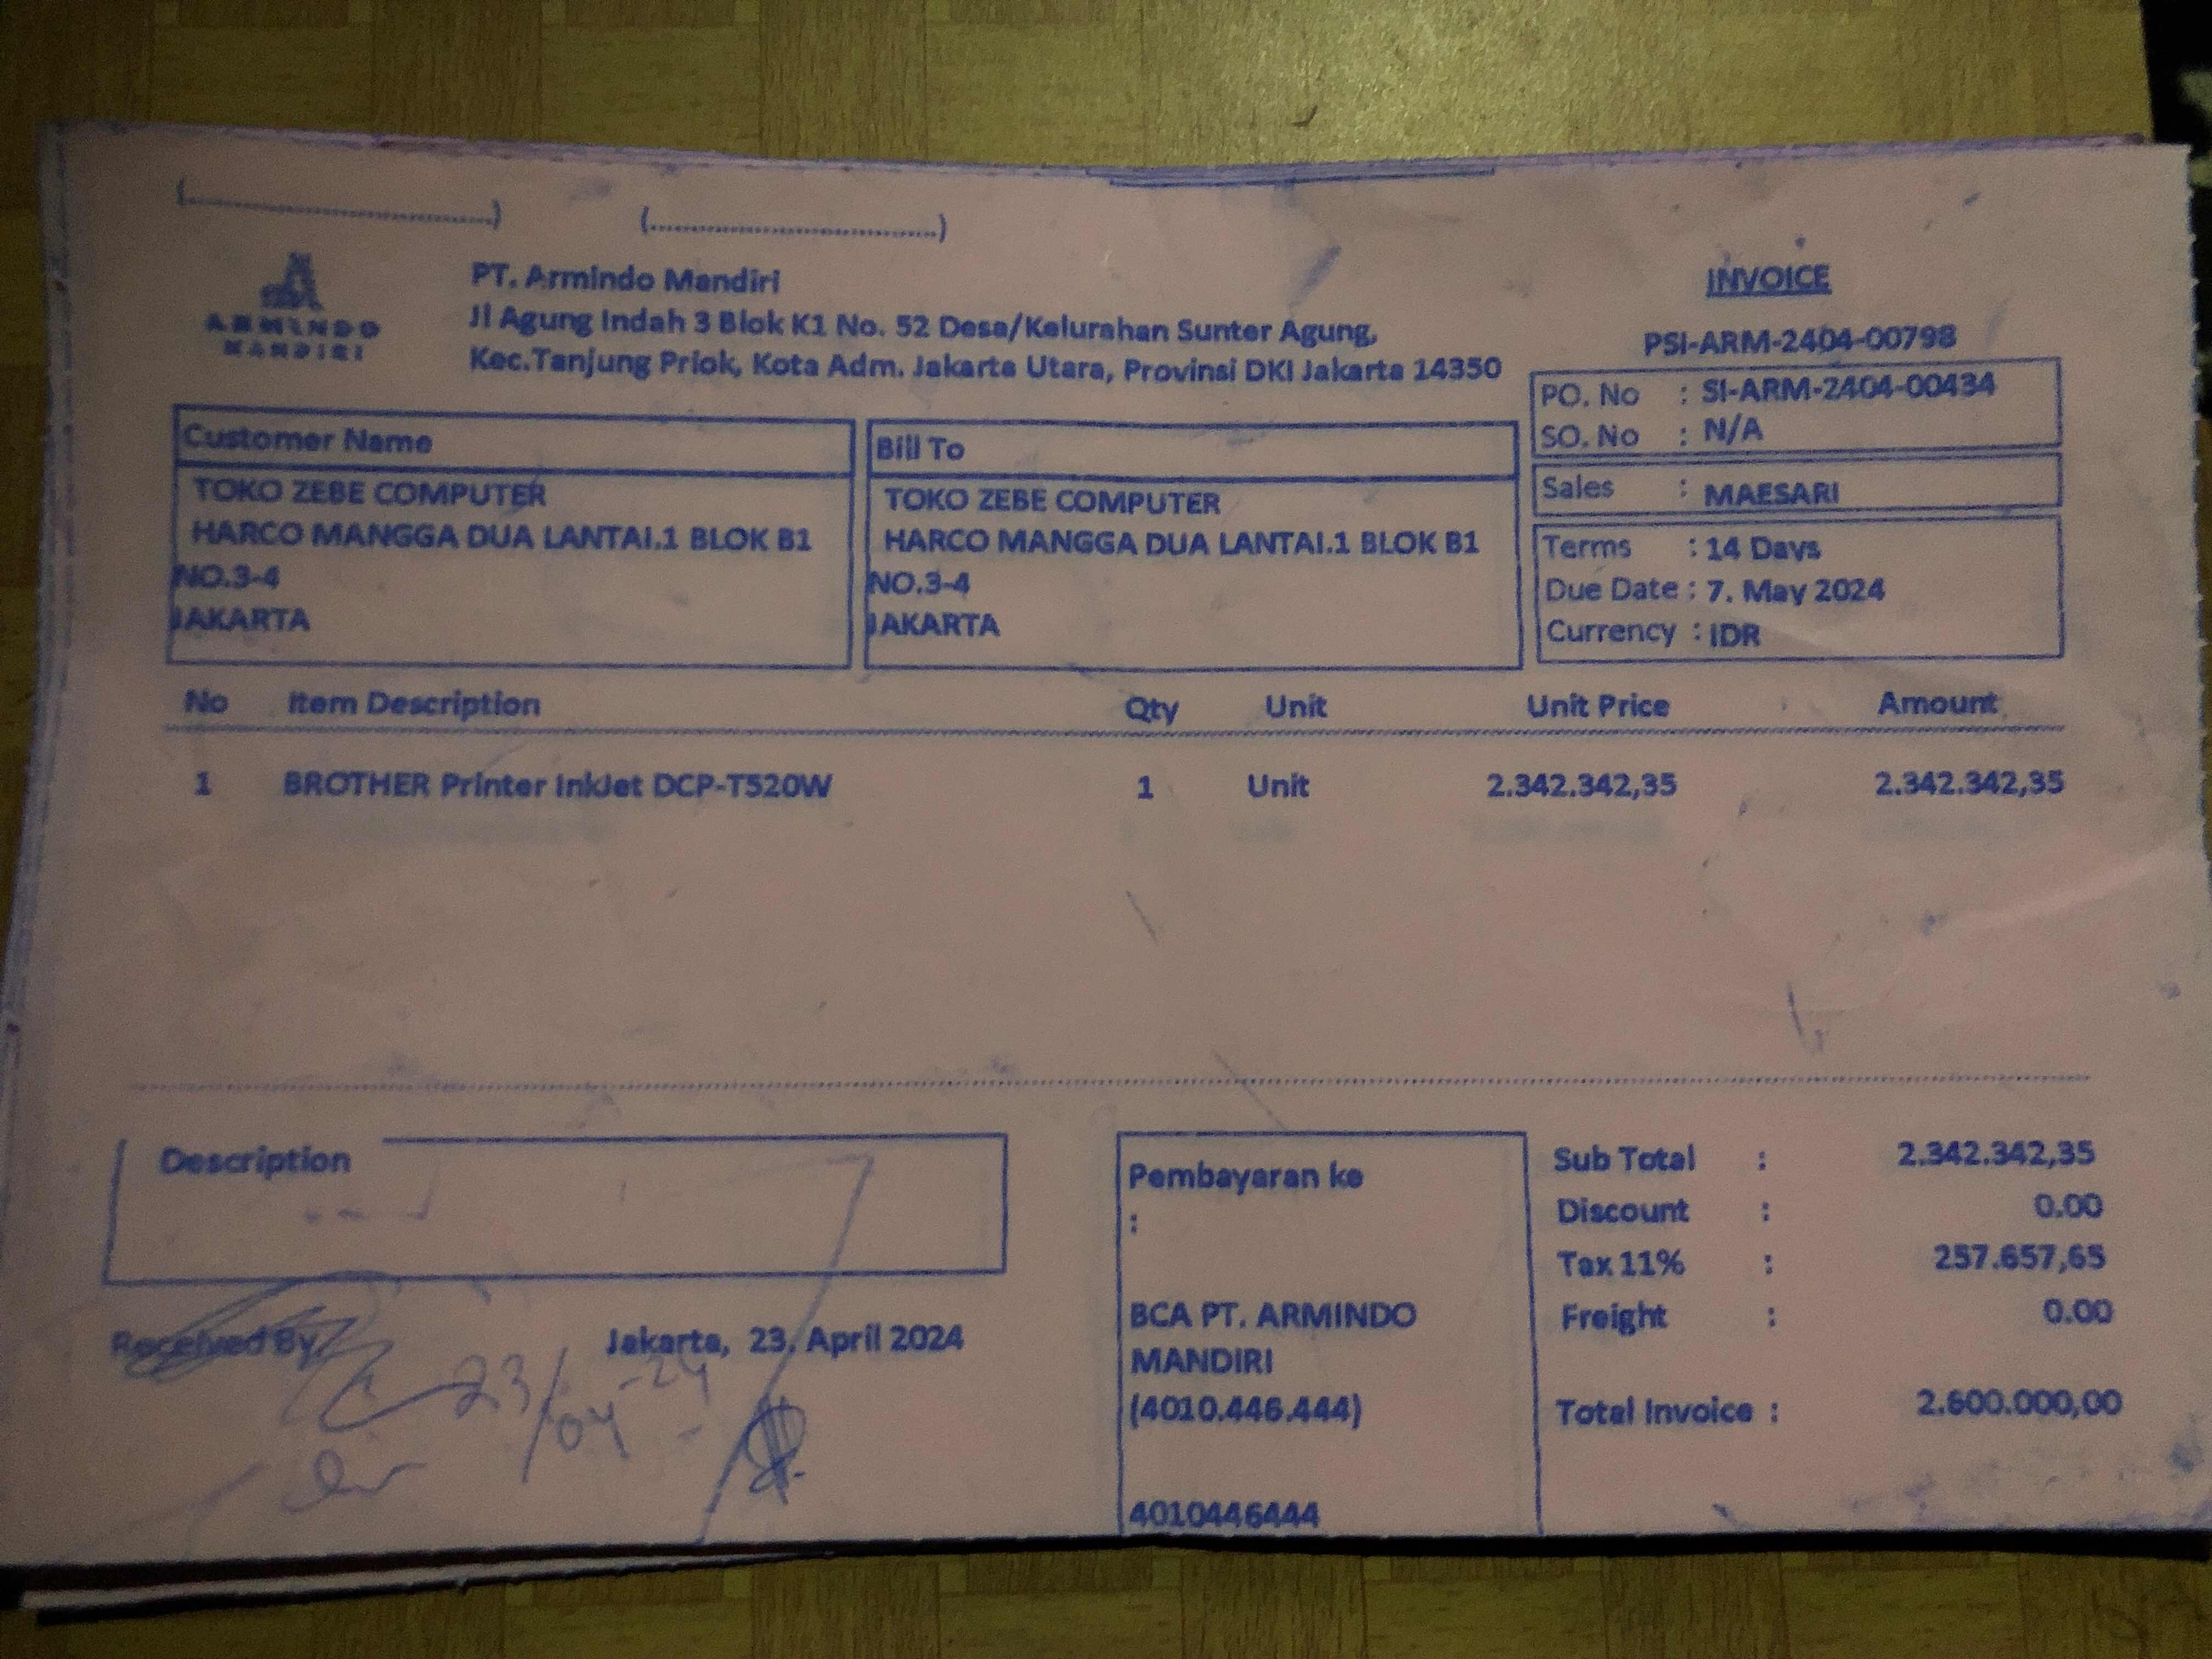 (..............................) (..............................)
ARMINDO
MANDIRI
PT. Armindo Mandiri
Jl Agung Indah 3 Blok K1 No. 52 Desa/Kelurahan Sunter Agung,
Kec.Tanjung Priok, Kota Adm. Jakarta Utara, Provinsi DKI Jakarta 14350
INVOICE
PSI-ARM-2404-00798
PO. No : SI-ARM-2404-00434
SO. No : N/A
Sales : MAESARI
Terms : 14 Days
Due Date : 7. May 2024
Currency : IDR
Customer Name
TOKO ZEBE COMPUTER
HARCO MANGGA DUA LANTAI.1 BLOK B1
NO.3-4
JAKARTA
Bill To
TOKO ZEBE COMPUTER
HARCO MANGGA DUA LANTAI.1 BLOK B1
NO.3-4
JAKARTA
No Item Description Qty Unit Unit Price Amount
1 BROTHER Printer InkJet DCP-T520W 1 Unit 2.342.342,35 2.342.342,35
Description
Received By
Jakarta, 23. April 2024
23/04-24
Pembayaran ke
:
BCA PT. ARMINDO
MANDIRI
(4010.446.444)
4010446444
Sub Total : 2.342.342,35
Discount : 0.00
Tax 11% : 257.657,65
Freight : 0.00
Total Invoice : 2.600.000,00